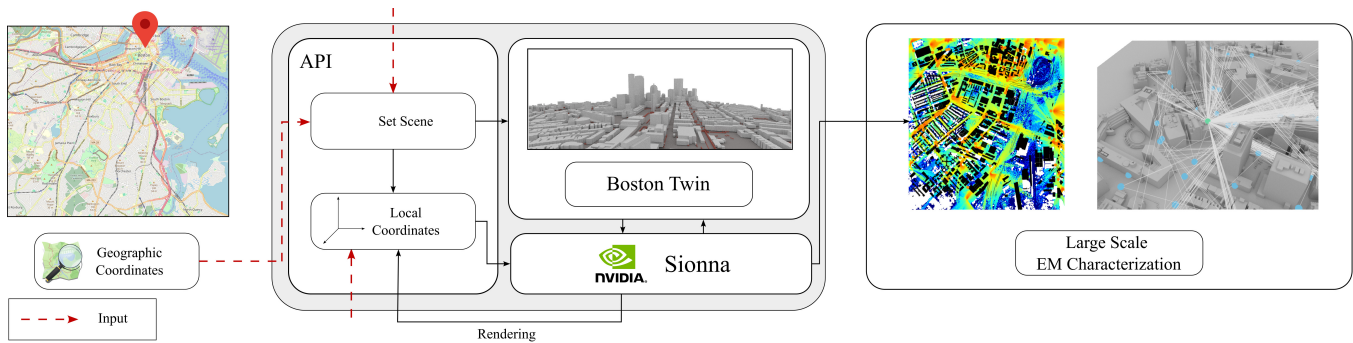 Geographic
Coordinates
Input
API
Set Scene
Local
Coordinates
Boston Twin
NVIDIA.
Sionna
Rendering
Large Scale
EM Characterization